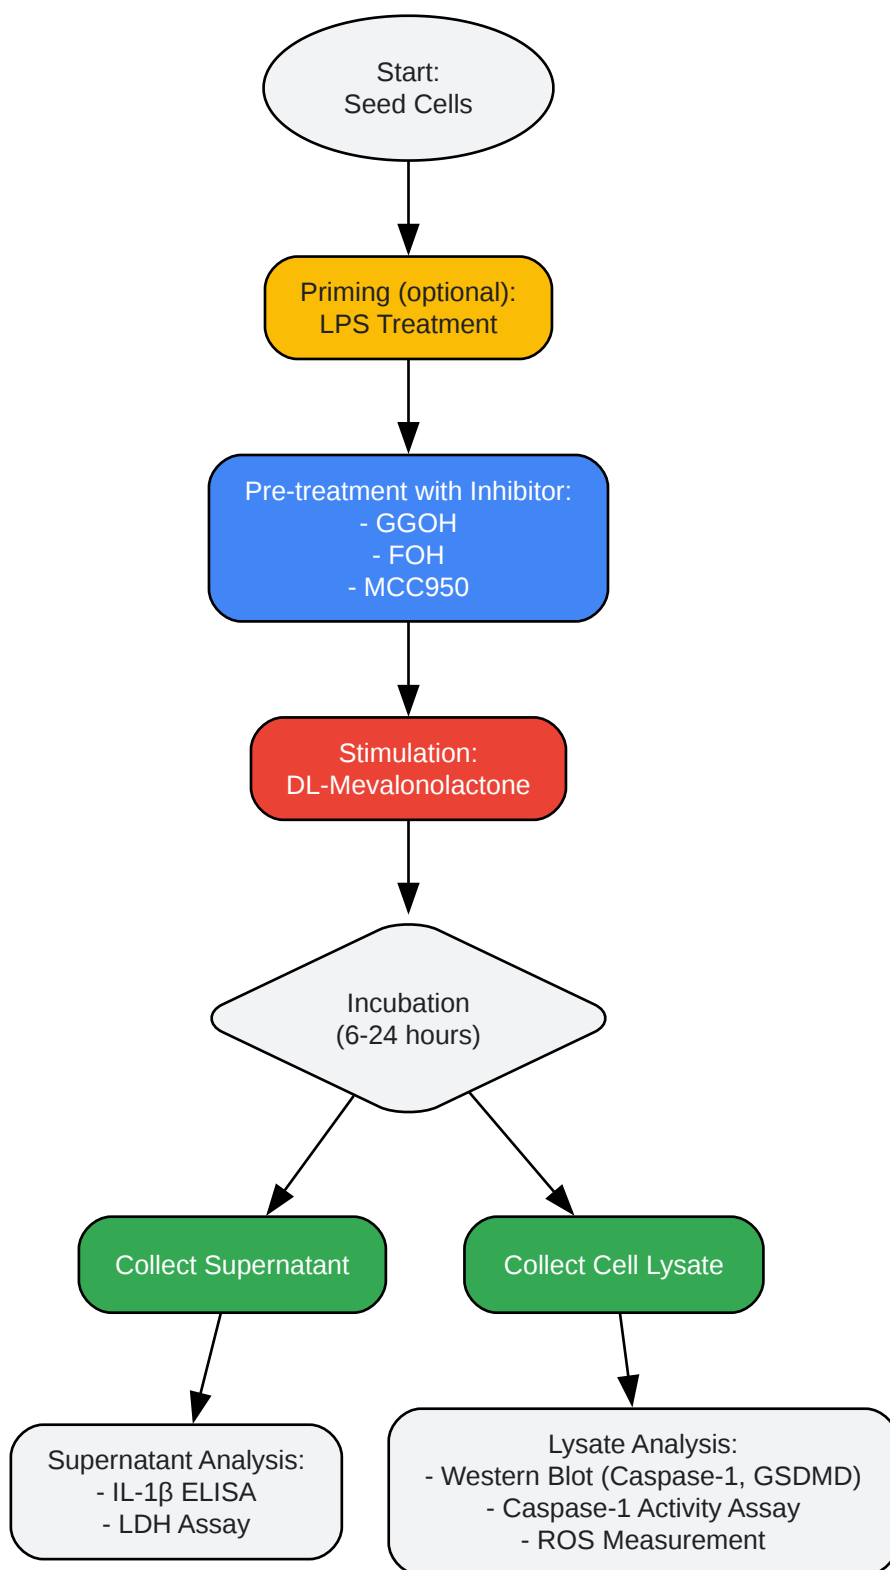 Start:
Seed Cells
Priming (optional):
LPS Treatment
Pre-treatment with Inhibitor:
- GGOH
- FOH
- MCC950
Stimulation:
DL-Mevalonolactone
Incubation
(6-24 hours)
Collect Supernatant
Collect Cell Lysate
Supernatant Analysis:
- IL-1β ELISA
- LDH Assay
Lysate Analysis:
- Western Blot (Caspase-1, GSDMD)
- Caspase-1 Activity Assay
- ROS Measurement